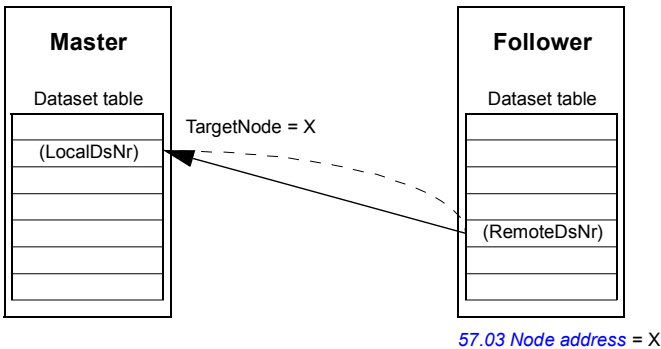 Master
Follower
Dataset table
Dataset table
TargetNode = X
(LocalDsNr)
(RemoteDsNr)
57.03 Node address = X